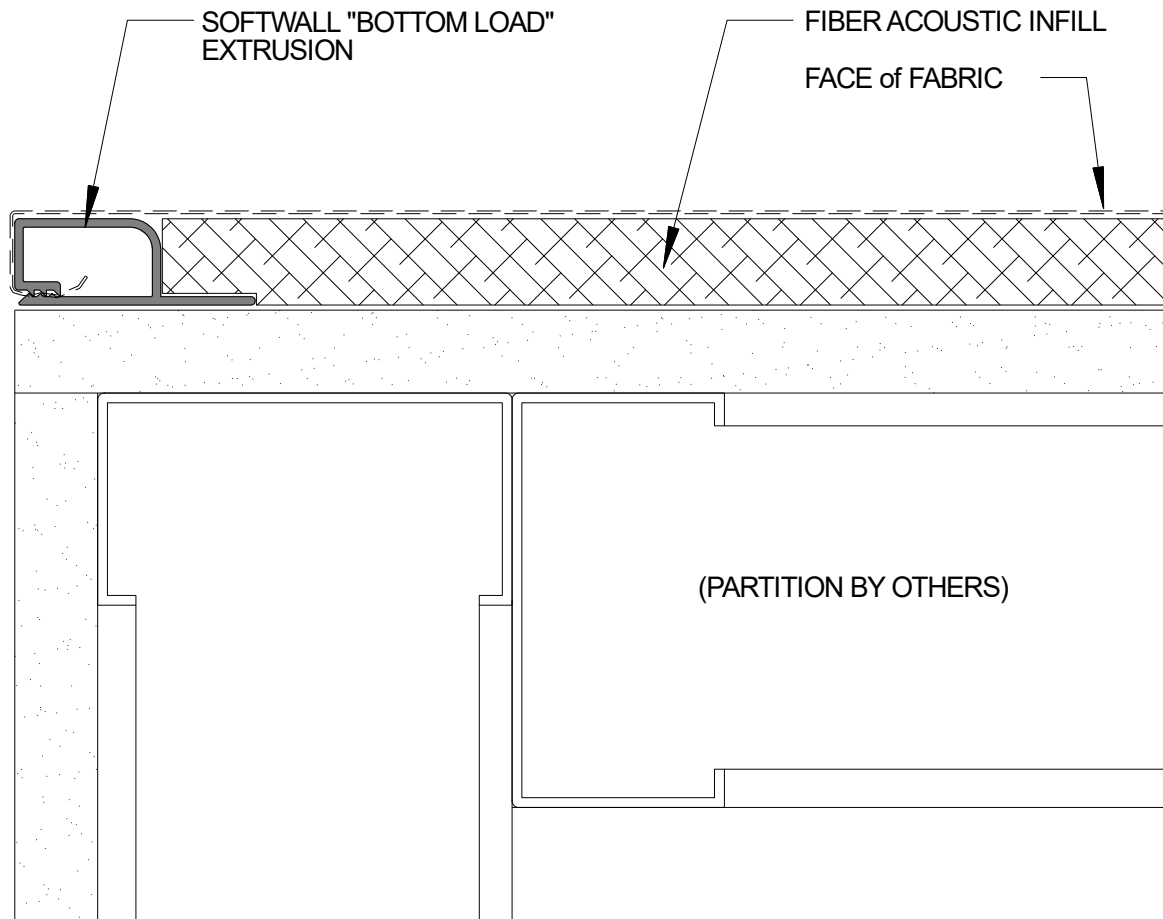 SOFTWALL "BOTTOM LOAD"
EXTRUSION
FIBER ACOUSTIC INFILL
FACE of FABRIC
(PARTITION BY OTHERS)